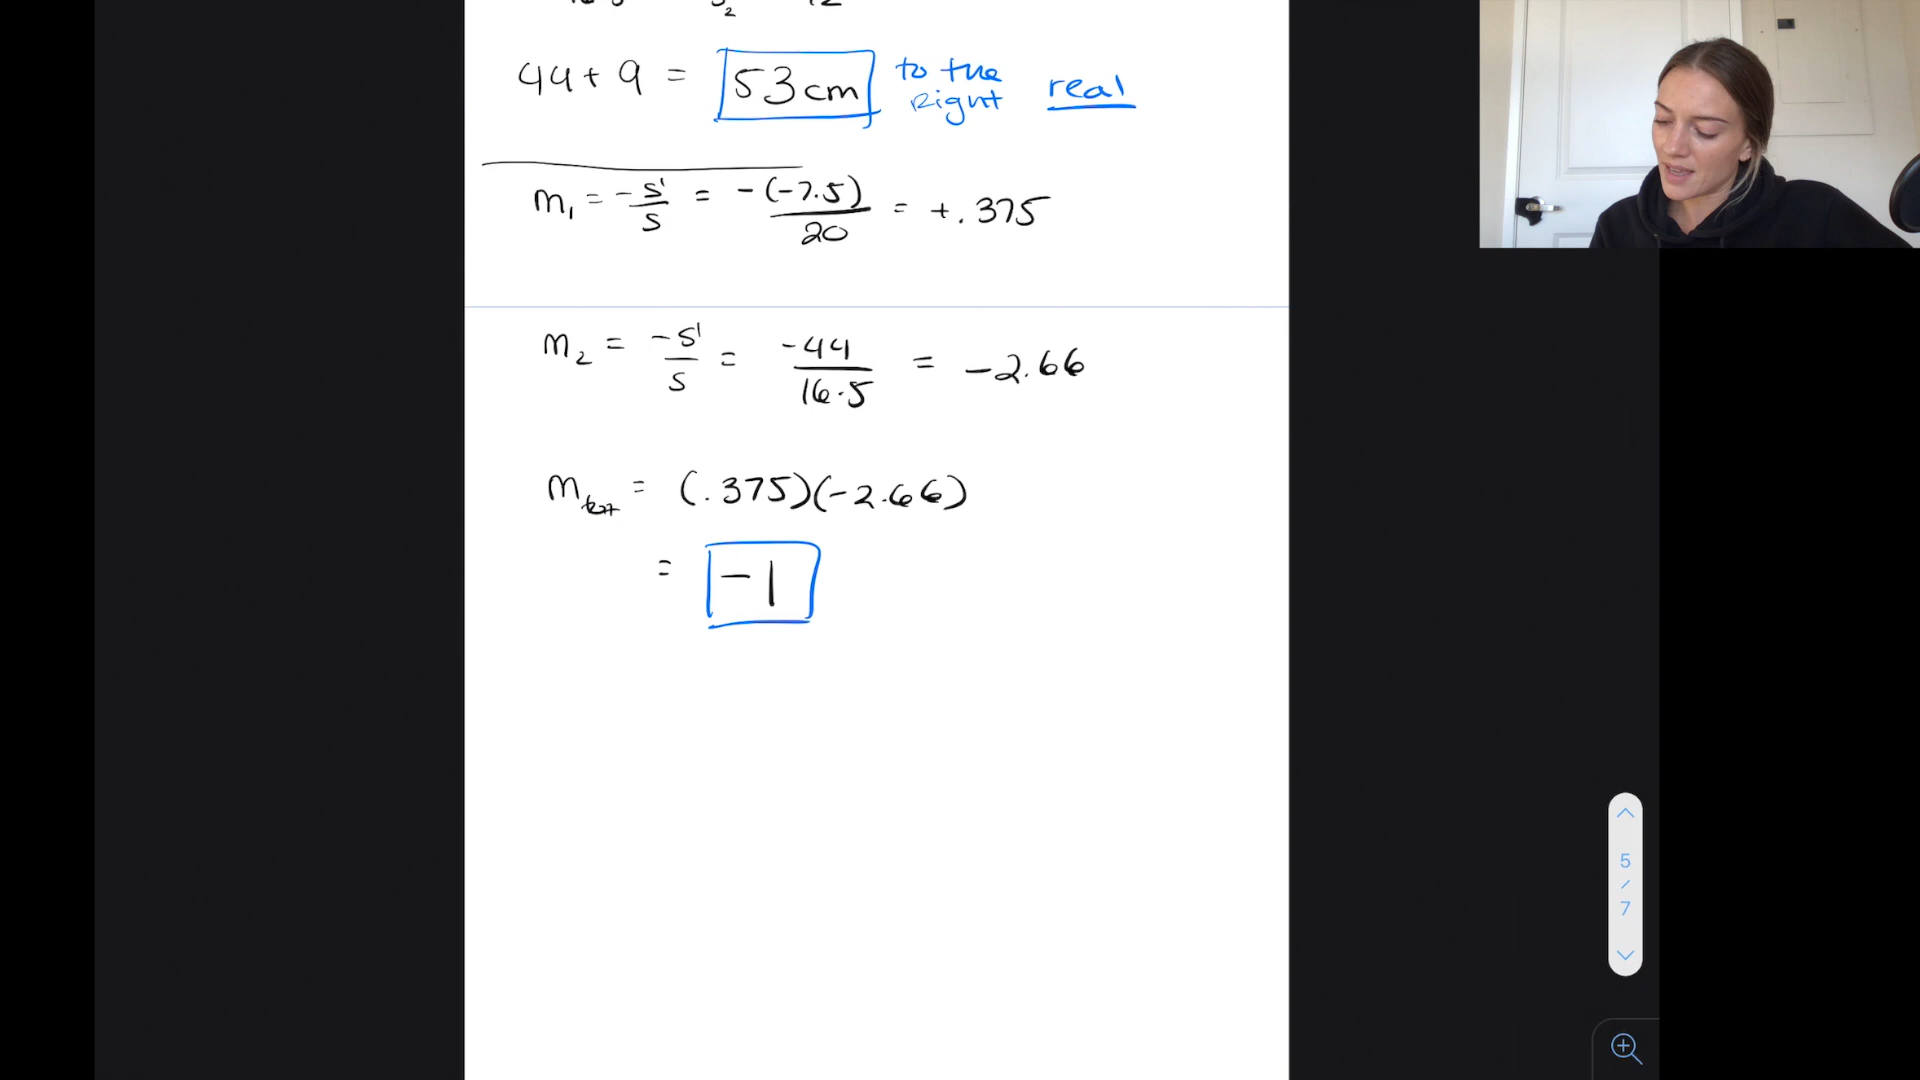 44 + 9 = 53 cm to the right real
m₁ = -s'/s = -(-7.5)/20 = +.375
m₂ = -s'/s = -44/16.5 = -2.66
m_tot = (.375)(-2.66)
= -1
5
/
7